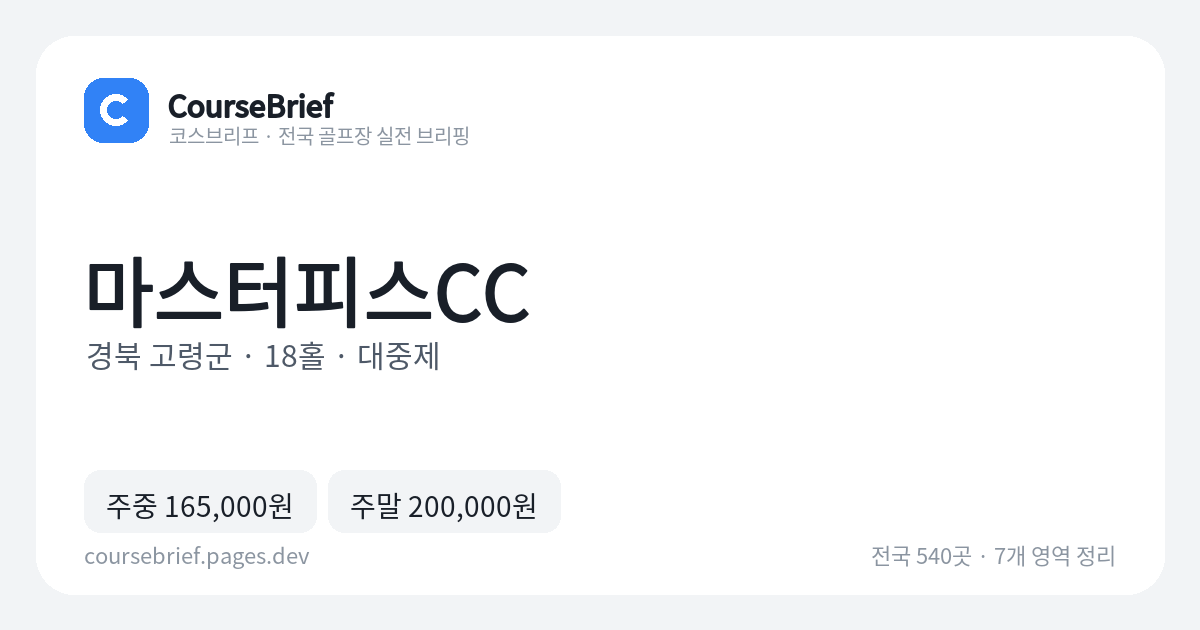 CourseBrief
코스브리프 · 전국 골프장 실전 브리핑
마스터피스CC
경북 고령군 · 18홀 · 대중제
주중 165,000원 주말 200,000원
coursebrief.pages.dev 전국 540곳 · 7개 영역 정리